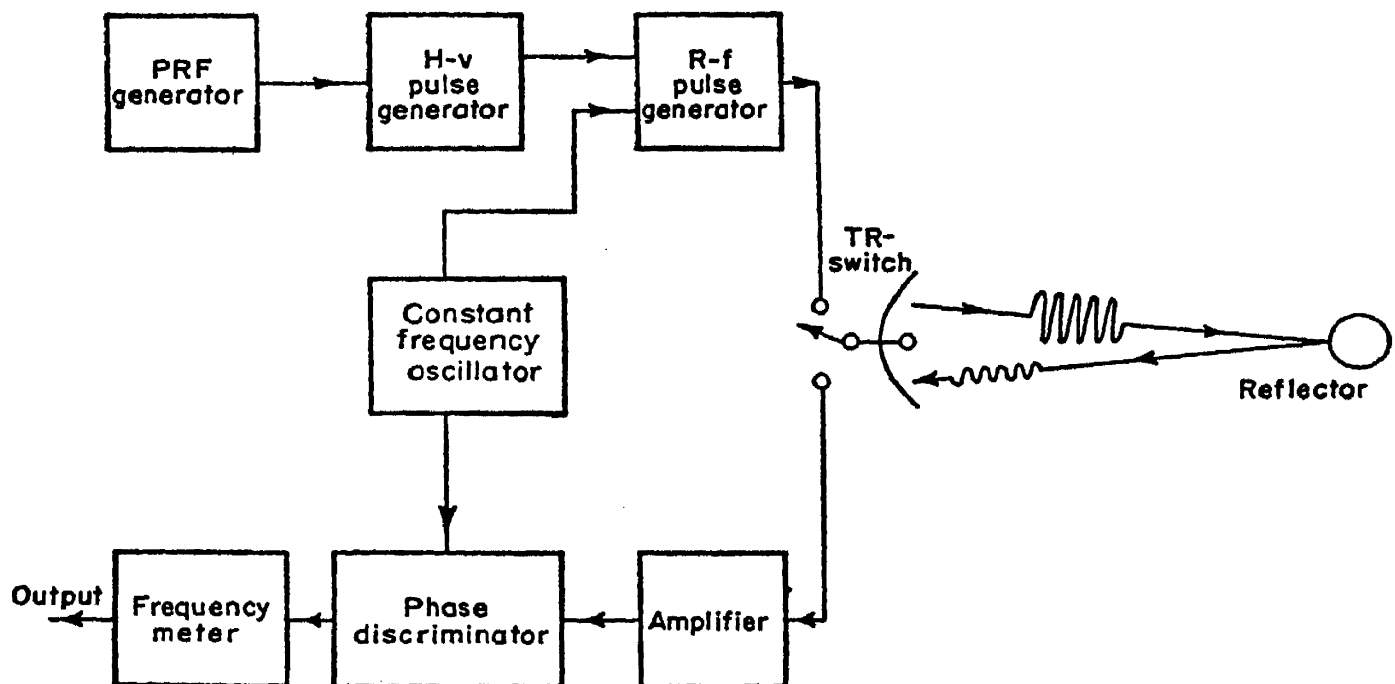 PRF
generator
H-v
pulse
generator
R-f
pulse
generator
TR-
switch
Constant
frequency
oscillator
Reflector
Output
Frequency
meter
Phase
discriminator
Amplifier